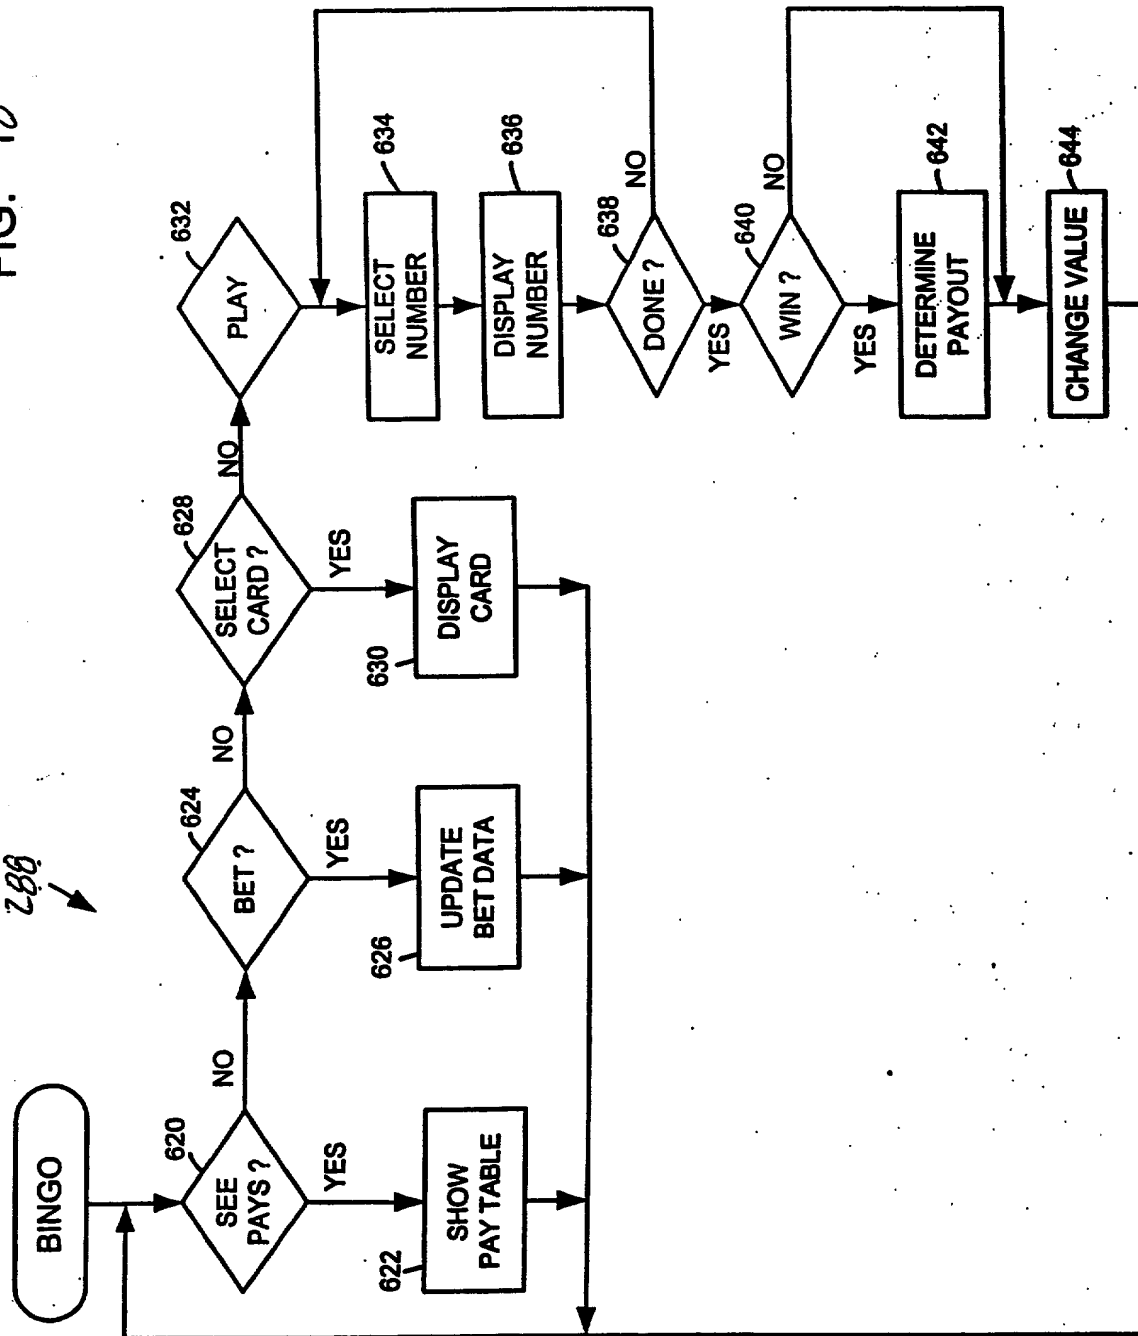 FIG. 10
288
BINGO
620
SEE
PAYS ?
NO
YES
622
SHOW
PAY TABLE
624
BET ?
NO
YES
626
UPDATE
BET DATA
628
SELECT
CARD ?
NO
YES
630
DISPLAY
CARD
632
PLAY
634
SELECT
NUMBER
636
DISPLAY
NUMBER
638
DONE ?
NO
YES
640
WIN ?
NO
YES
642
DETERMINE
PAYOUT
644
CHANGE VALUE